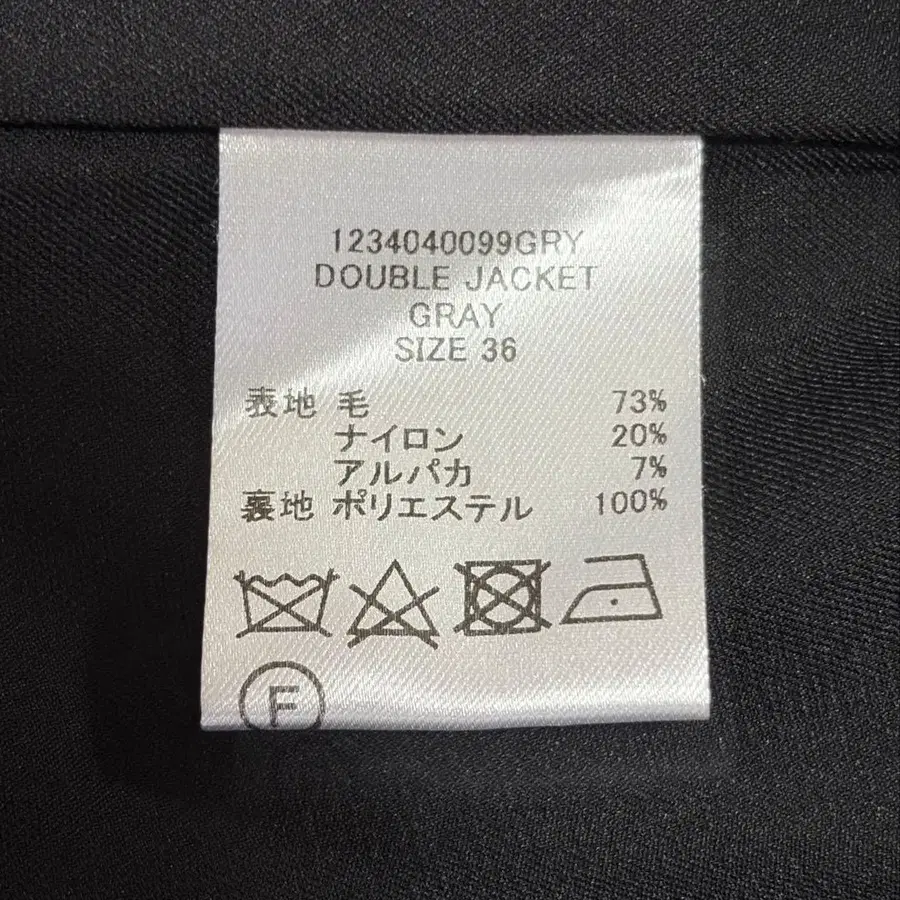 1234040099GRY
DOUBLE JACKET
GRAY
SIZE 36
表地 毛 73%
ナイロン 20%
アルパカ 7%
裏地 ポリエステル 100%
F